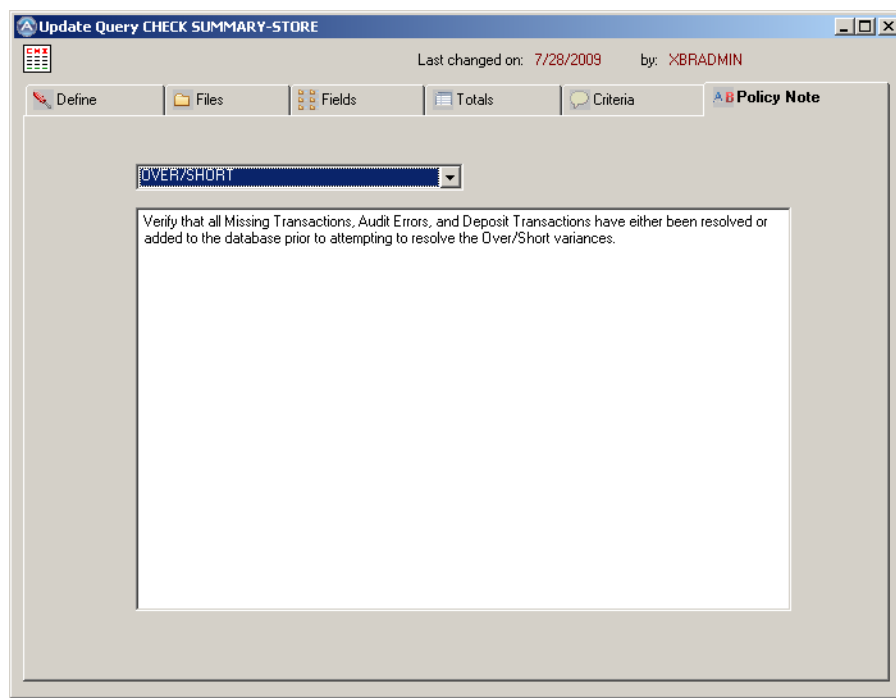 Update Query CHECK SUMMARY-STORE
Last changed on: 7/28/2009 by: XBRADMIN
Define Files Fields Totals Criteria AB Policy Note
OVER/SHORT
Verify that all Missing Transactions, Audit Errors, and Deposit Transactions have either been resolved or
added to the database prior to attempting to resolve the Over/Short variances.